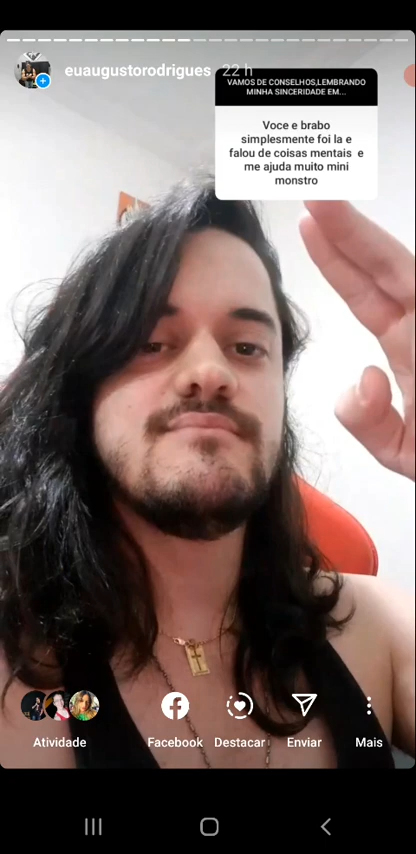 euaugustorodrigues 22 h
VAMOS DE CONSELHOS,LEMBRANDO
MINHA SINCERIDADE EM...
Voce e brabo
simplesmente foi la e
falou de coisas mentais e
me ajuda muito mini
monstro
Atividade
Facebook
Destacar
Enviar
Mais